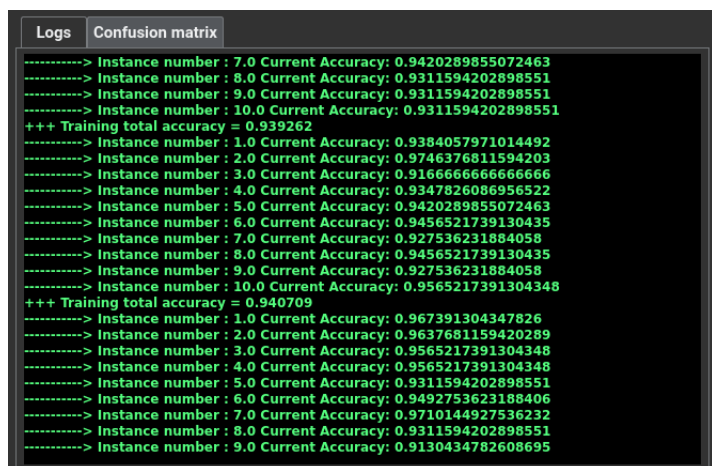 Logs Confusion matrix
----------> Instance number : 7.0 Current Accuracy: 0.9420289855072463
----------> Instance number : 8.0 Current Accuracy: 0.9311594202898551
----------> Instance number : 9.0 Current Accuracy: 0.9311594202898551
----------> Instance number : 10.0 Current Accuracy: 0.9311594202898551
+++ Training total accuracy = 0.939262
----------> Instance number : 1.0 Current Accuracy: 0.9384057971014492
----------> Instance number : 2.0 Current Accuracy: 0.9746376811594203
----------> Instance number : 3.0 Current Accuracy: 0.9166666666666666
----------> Instance number : 4.0 Current Accuracy: 0.9347826086956522
----------> Instance number : 5.0 Current Accuracy: 0.9420289855072463
----------> Instance number : 6.0 Current Accuracy: 0.9456521739130435
----------> Instance number : 7.0 Current Accuracy: 0.927536231884058
----------> Instance number : 8.0 Current Accuracy: 0.9456521739130435
----------> Instance number : 9.0 Current Accuracy: 0.927536231884058
----------> Instance number : 10.0 Current Accuracy: 0.9565217391304348
+++ Training total accuracy = 0.940709
----------> Instance number : 1.0 Current Accuracy: 0.967391304347826
----------> Instance number : 2.0 Current Accuracy: 0.9637681159420289
----------> Instance number : 3.0 Current Accuracy: 0.9565217391304348
----------> Instance number : 4.0 Current Accuracy: 0.9565217391304348
----------> Instance number : 5.0 Current Accuracy: 0.9311594202898551
----------> Instance number : 6.0 Current Accuracy: 0.9492753623188406
----------> Instance number : 7.0 Current Accuracy: 0.9710144927536232
----------> Instance number : 8.0 Current Accuracy: 0.9311594202898551
----------> Instance number : 9.0 Current Accuracy: 0.9130434782608695